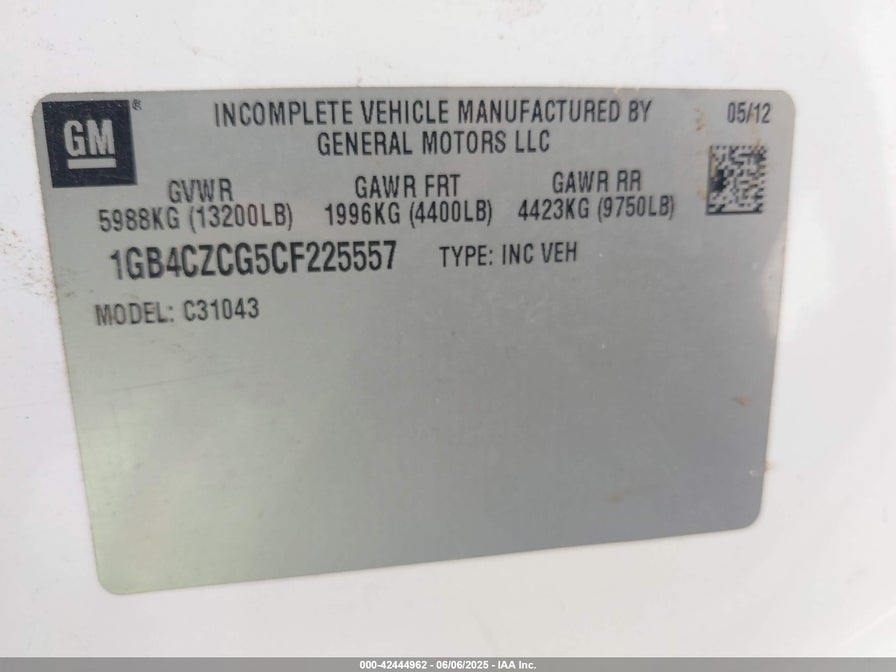 GM ®
INCOMPLETE VEHICLE MANUFACTURED BY
GENERAL MOTORS LLC
05/12
GVWR GAWR FRT GAWR RR
5988KG (13200LB) 1996KG (4400LB) 4423KG (9750LB)
1GB4CZCG5CF225557 TYPE: INC VEH
MODEL: C31043
000-42444962 - 06/06/2025 - IAA Inc.